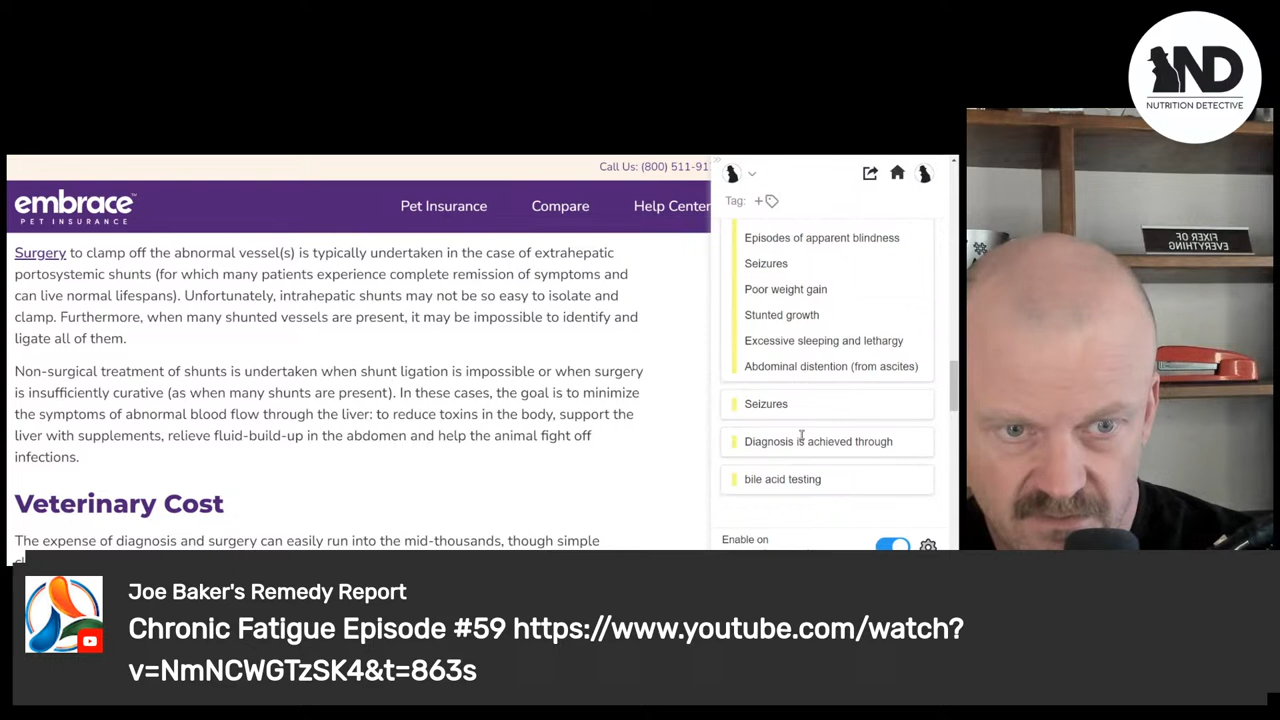 ND
NUTRITION DETECTIVE
Call Us: (800) 511-91
embrace™
PET INSURANCE
Pet Insurance
Compare
Help Center
Surgery to clamp off the abnormal vessel(s) is typically undertaken in the case of extrahepatic
portosystemic shunts (for which many patients experience complete remission of symptoms and
can live normal lifespans). Unfortunately, intrahepatic shunts may not be so easy to isolate and
clamp. Furthermore, when many shunted vessels are present, it may be impossible to identify and
ligate all of them.
Non-surgical treatment of shunts is undertaken when shunt ligation is impossible or when surgery
is insufficiently curative (as when many shunts are present). In these cases, the goal is to minimize
the symptoms of abnormal blood flow through the liver: to reduce toxins in the body, support the
liver with supplements, relieve fluid-build-up in the abdomen and help the animal fight off
infections.
Veterinary Cost
The expense of diagnosis and surgery can easily run into the mid-thousands, though simple
Tag: +
Episodes of apparent blindness
Seizures
Poor weight gain
Stunted growth
Excessive sleeping and lethargy
Abdominal distention (from ascites)
Seizures
Diagnosis is achieved through
bile acid testing
Enable on
FIXER OF
EVERYTHING
Joe Baker's Remedy Report
Chronic Fatigue Episode #59 https://www.youtube.com/watch?
v=NmNCWGTzSK4&t=863s